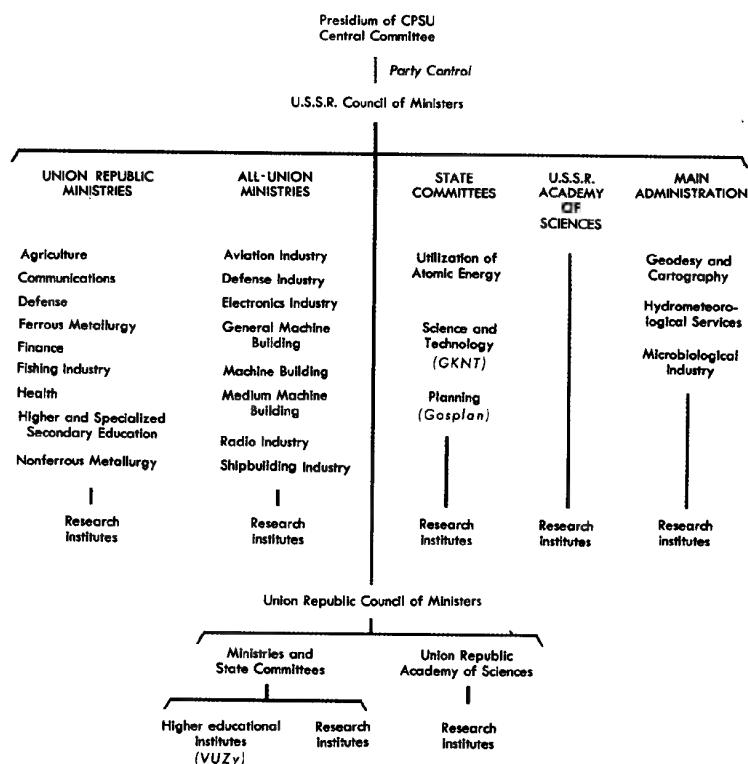 Presidium of CPSU
Central Committee
Party Control
U.S.S.R. Council of Ministers
UNION REPUBLIC
MINISTRIES
Agriculture
Communications
Defense
Ferrous Metallurgy
Finance
Fishing Industry
Health
Higher and Specialized
Secondary Education
Nonferrous Metallurgy
Research
institutes
ALL-UNION
MINISTRIES
Aviation Industry
Defense Industry
Electronics Industry
General Machine
Building
Machine Building
Medium Machine
Building
Radio Industry
Shipbuilding Industry
Research
institutes
STATE
COMMITTEES
Utilization of
Atomic Energy
Science and
Technology
(GKNT)
Planning
(Gosplan)
Research
institutes
U.S.S.R.
ACADEMY
OF
SCIENCES
Research
institutes
MAIN
ADMINISTRATION
Geodesy and
Cartography
Hydrometeoro-
logical Services
Microbiological
Industry
Research
institutes
Union Republic Council of Ministers
Ministries and
State Committees
Higher educational
institutes
(VUZy)
Research
institutes
Union Republic
Academy of Sciences
Research
institutes